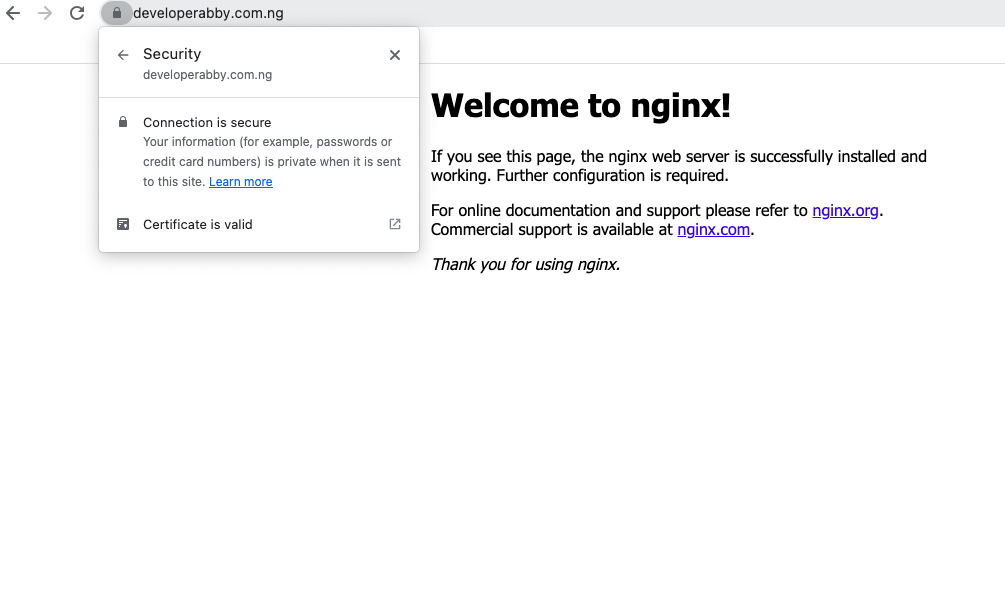 developerabby.com.ng
Security
developerabby.com.ng
Connection is secure
Your information (for example, passwords or
credit card numbers) is private when it is sent
to this site. Learn more
Certificate is valid
Welcome to nginx!
If you see this page, the nginx web server is successfully installed and
working. Further configuration is required.
For online documentation and support please refer to nginx.org.
Commercial support is available at nginx.com.
Thank you for using nginx.